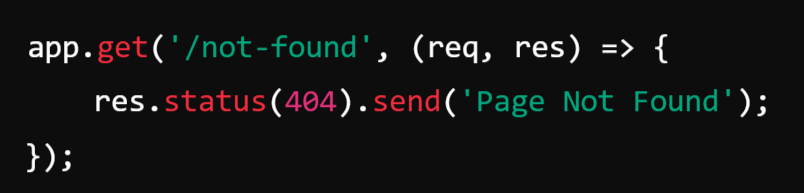 app.get('/not-found', (req, res) => {
    res.status(404).send('Page Not Found');
});